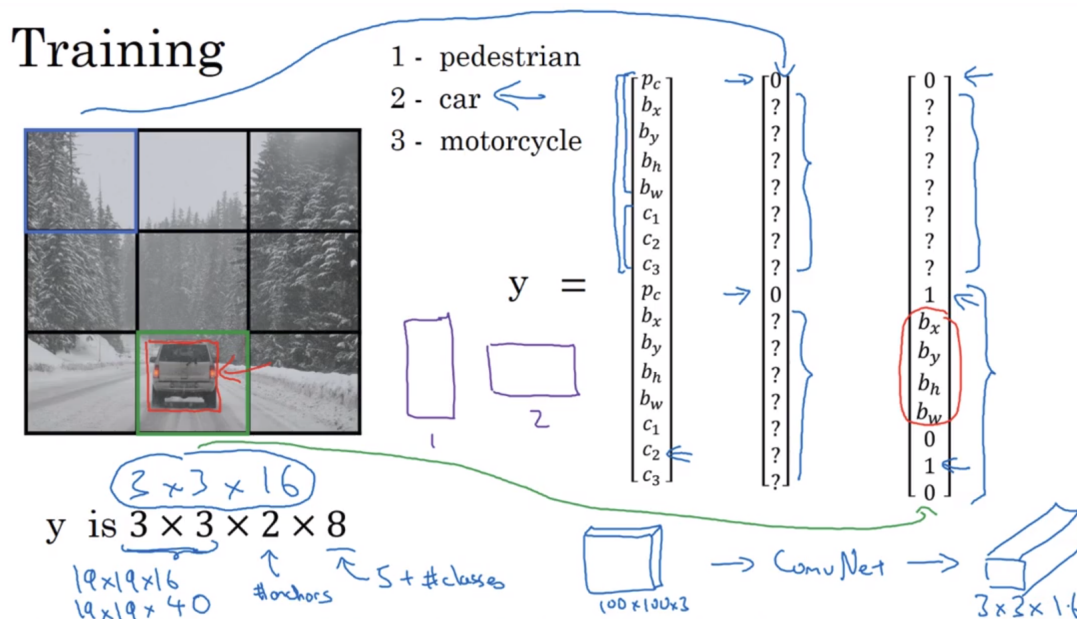 Training
1 - pedestrian
2 - car
3 - motorcycle
y =
p_c
b_x
b_y
b_h
b_w
c_1
c_2
c_3
p_c
b_x
b_y
b_h
b_w
c_1
c_2
c_3
0
?
?
?
?
?
?
?
0
?
?
?
?
?
?
?
0
?
?
?
?
?
?
?
1
b_x
b_y
b_h
b_w
0
1
0
1
2
3 × 3 × 16
y is 3 × 3 × 2 × 8
19×19×16
19×19×40
#anchors
5 + #classes
100×100×3
ConvNet
3×3×16